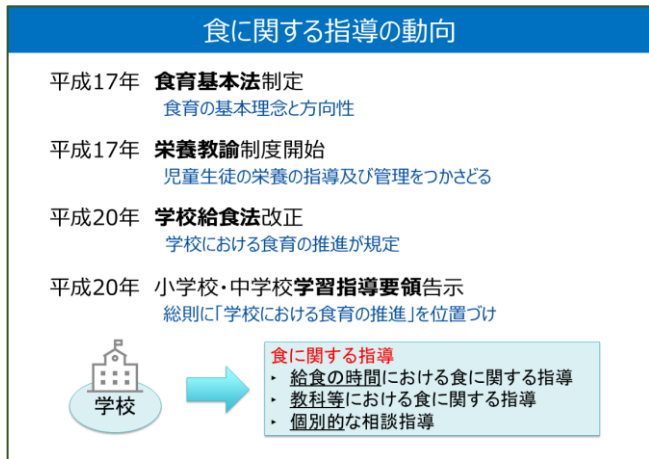 食に関する指導の動向
平成17年 食育基本法制定
食育の基本理念と方向性
平成17年 栄養教諭制度開始
児童生徒の栄養の指導及び管理をつかさどる
平成20年 学校給食法改正
学校における食育の推進が規定
平成20年 小学校・中学校学習指導要領告示
総則に「学校における食育の推進」を位置づけ
学校
食に関する指導
・ 給食の時間における食に関する指導
・ 教科等における食に関する指導
・ 個別的な相談指導